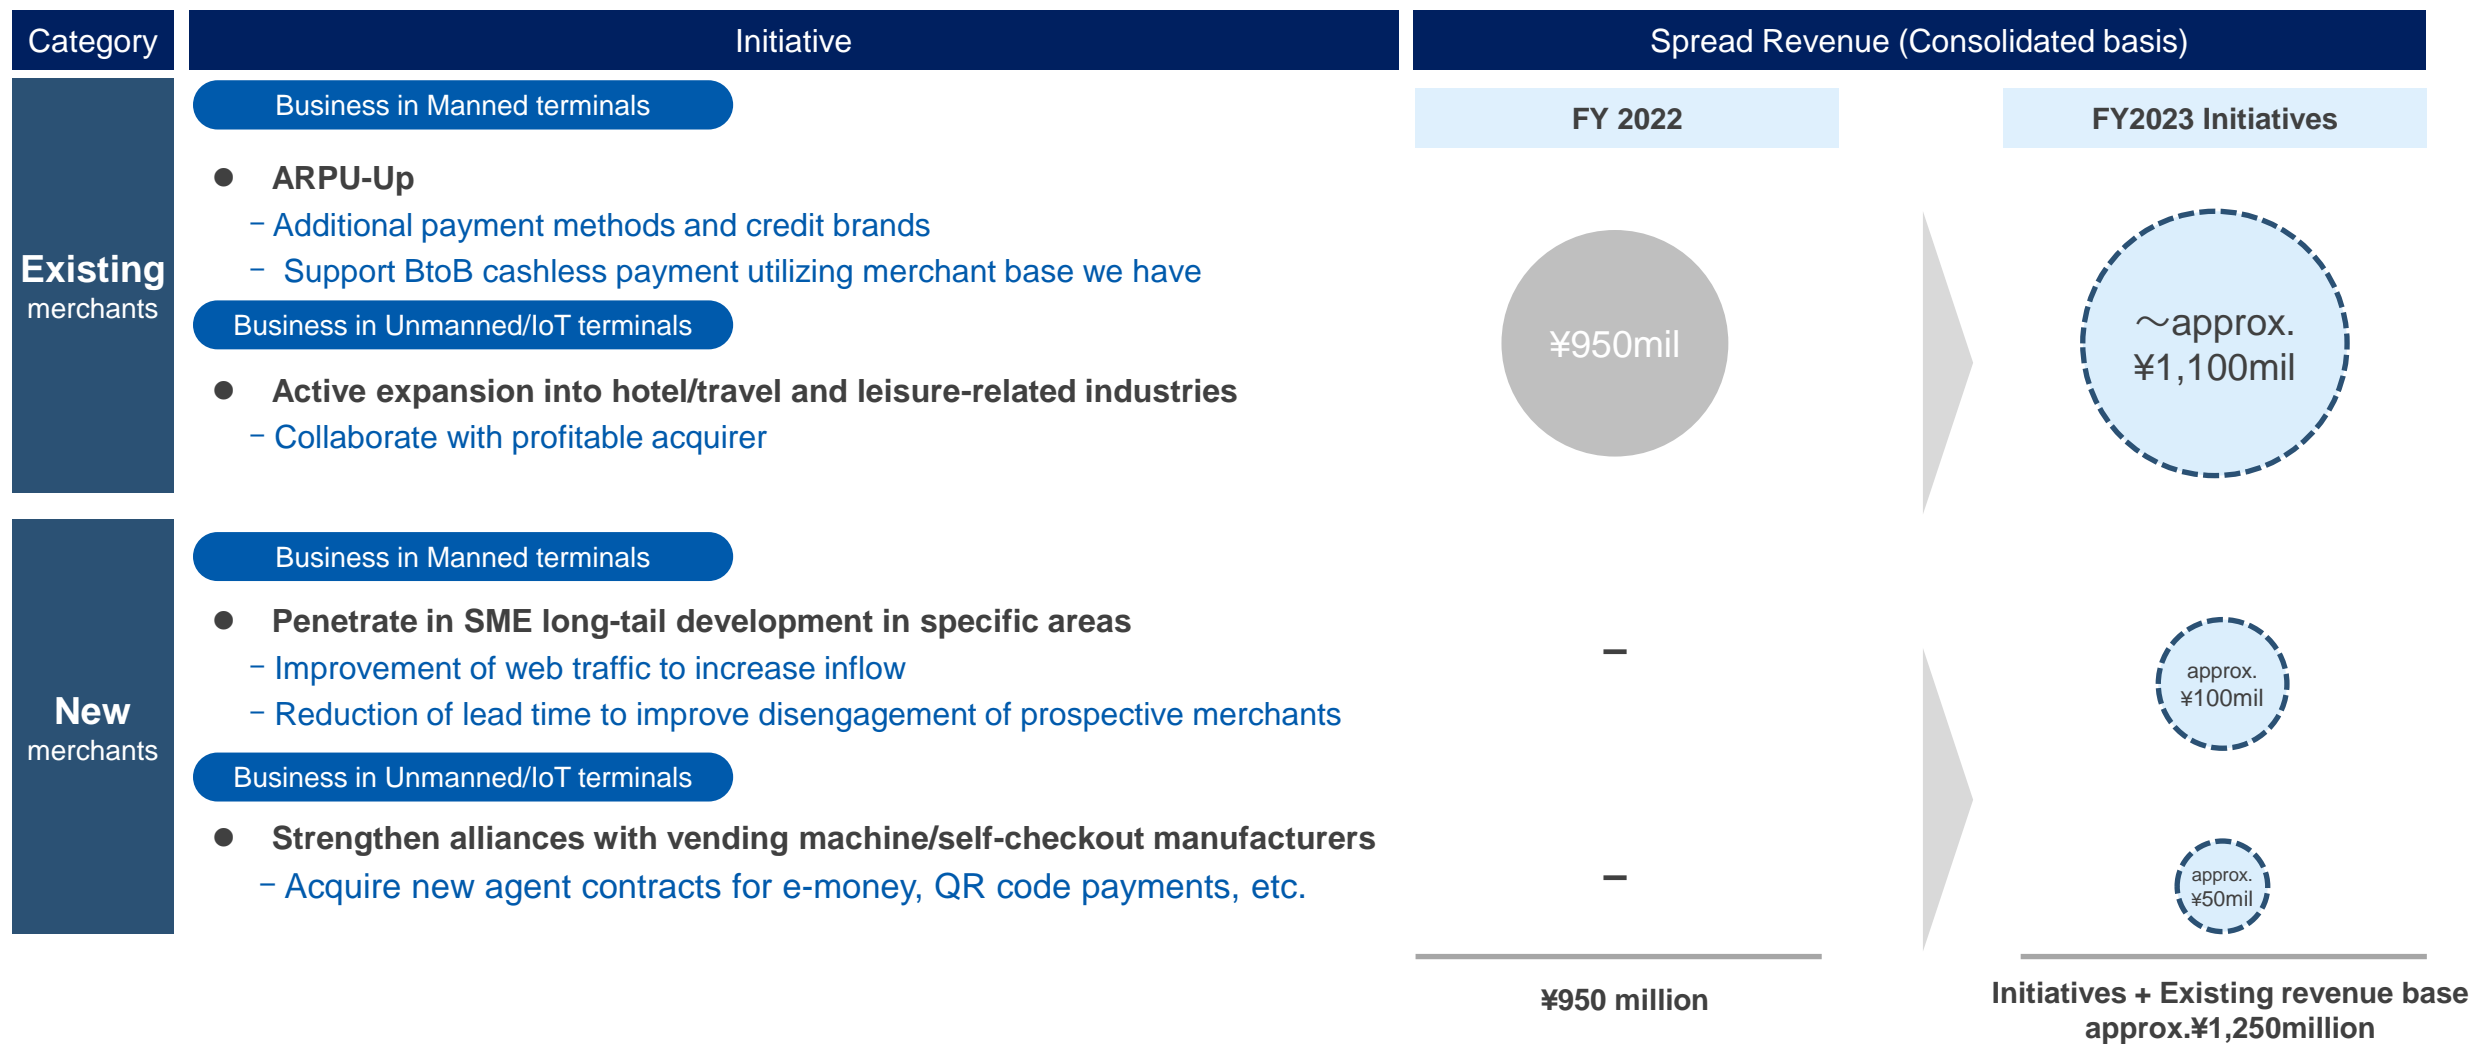 Category
Initiative
Spread Revenue (Consolidated basis)
Existing
merchants
Business in Manned terminals
● ARPU-Up
− Additional payment methods and credit brands
− Support BtoB cashless payment utilizing merchant base we have
Business in Unmanned/IoT terminals
● Active expansion into hotel/travel and leisure-related industries
− Collaborate with profitable acquirer
FY 2022
FY2023 Initiatives
¥950mil
～approx.
¥1,100mil
New
merchants
Business in Manned terminals
● Penetrate in SME long-tail development in specific areas
− Improvement of web traffic to increase inflow
− Reduction of lead time to improve disengagement of prospective merchants
–
approx.
¥100mil
Business in Unmanned/IoT terminals
● Strengthen alliances with vending machine/self-checkout manufacturers
− Acquire new agent contracts for e-money, QR code payments, etc.
–
approx.
¥50mil
¥950 million
Initiatives + Existing revenue base
approx.¥1,250million